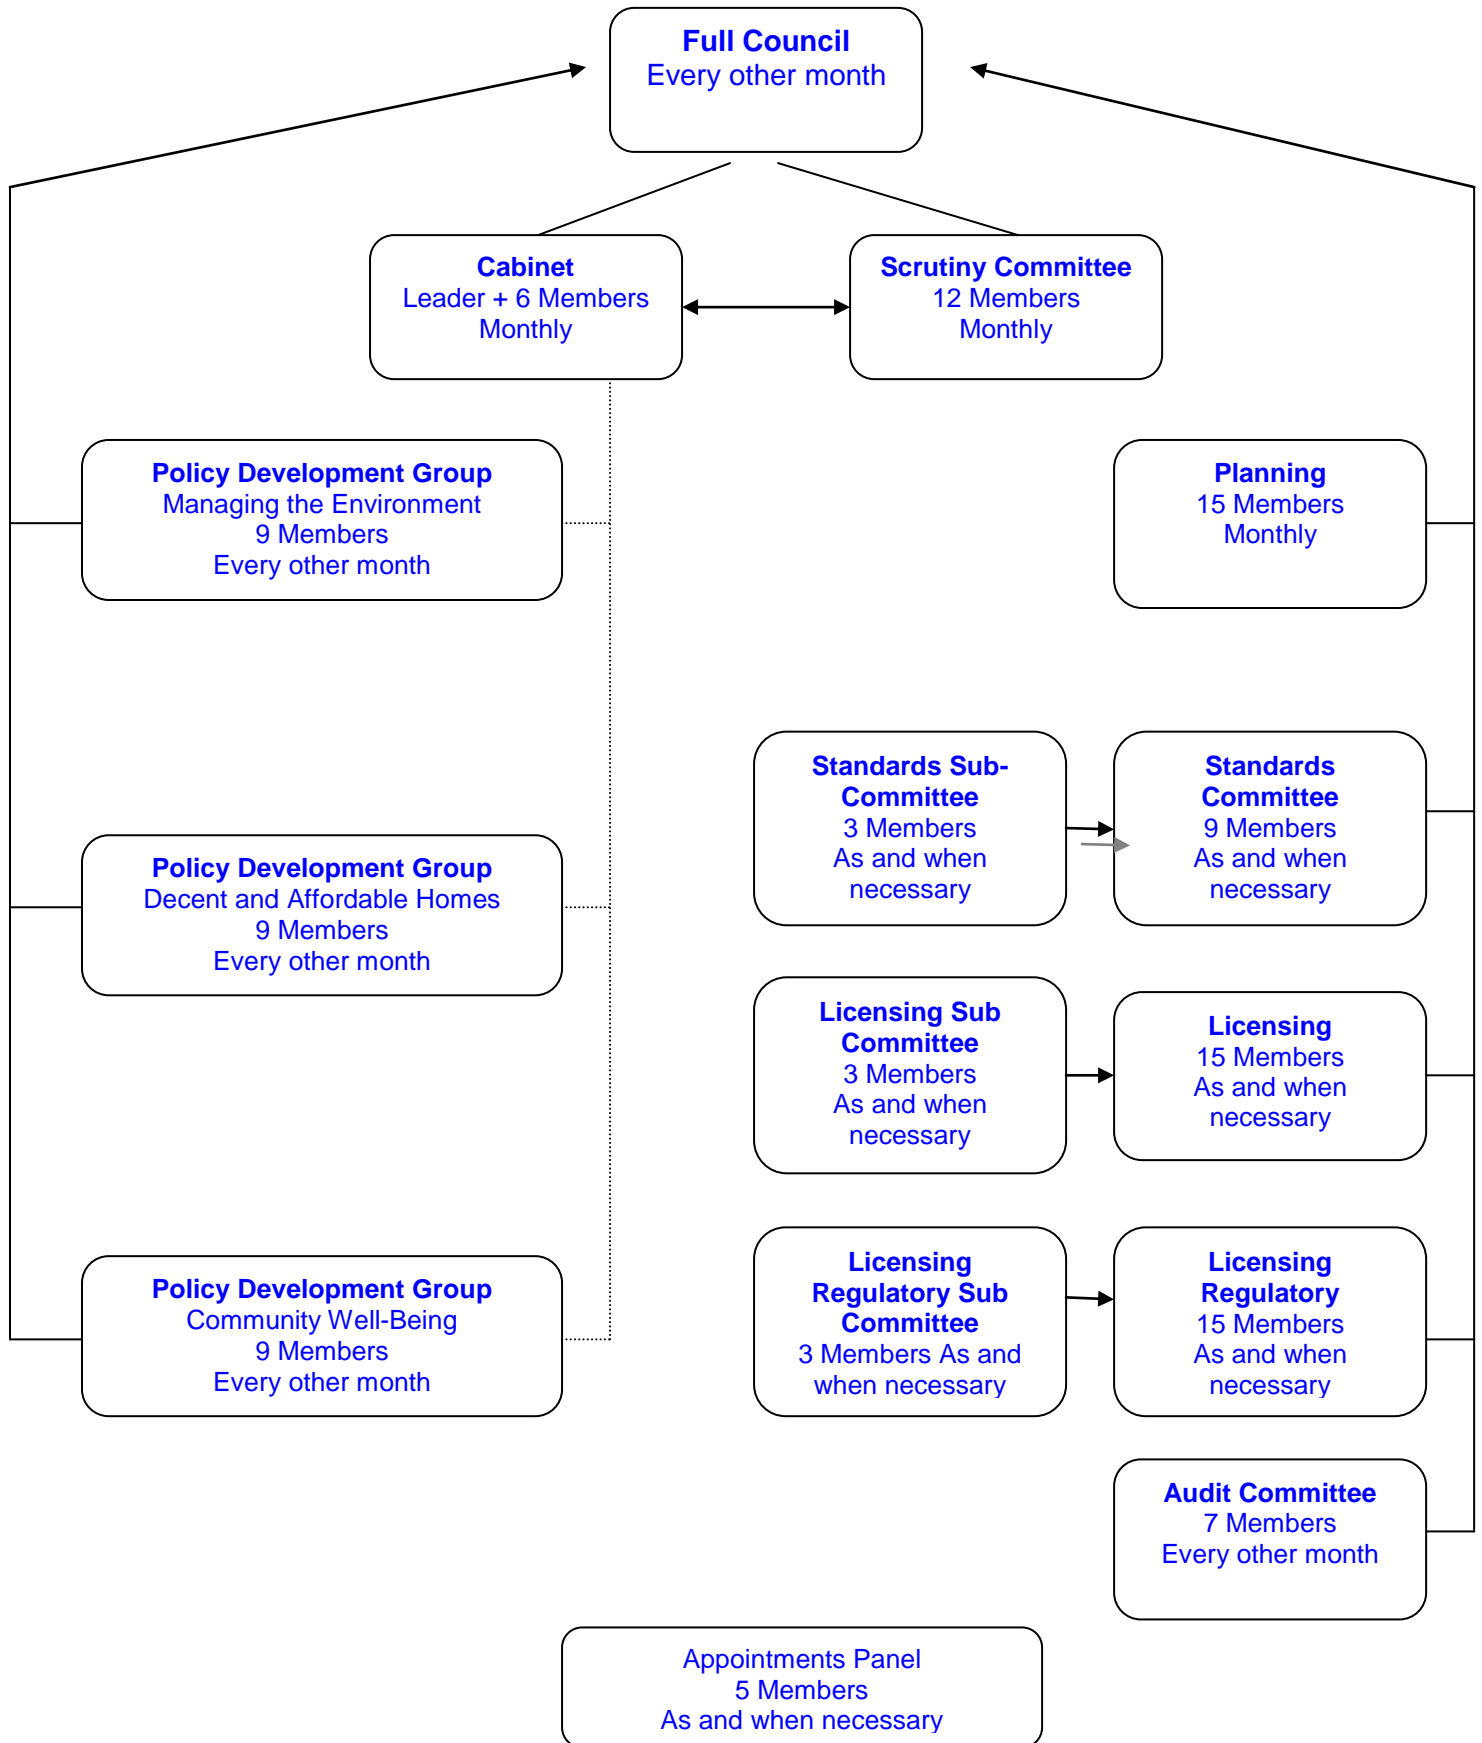 Full Council
Every other month
Cabinet
Leader + 6 Members
Monthly
Scrutiny Committee
12 Members
Monthly
Policy Development Group
Managing the Environment
9 Members
Every other month
Planning
15 Members
Monthly
Standards Sub-
Committee
3 Members
As and when
necessary
Standards
Committee
9 Members
As and when
necessary
Policy Development Group
Decent and Affordable Homes
9 Members
Every other month
Licensing Sub
Committee
3 Members
As and when
necessary
Licensing
15 Members
As and when
necessary
Policy Development Group
Community Well-Being
9 Members
Every other month
Licensing
Regulatory Sub
Committee
3 Members As and
when necessary
Licensing
Regulatory
15 Members
As and when
necessary
Audit Committee
7 Members
Every other month
Appointments Panel
5 Members
As and when necessary